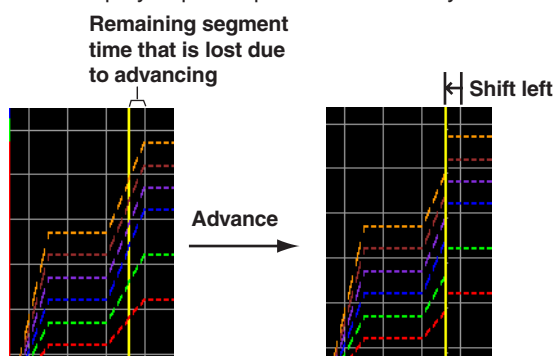 Remaining segment
time that is lost due
to advancing
Shift left
Advance